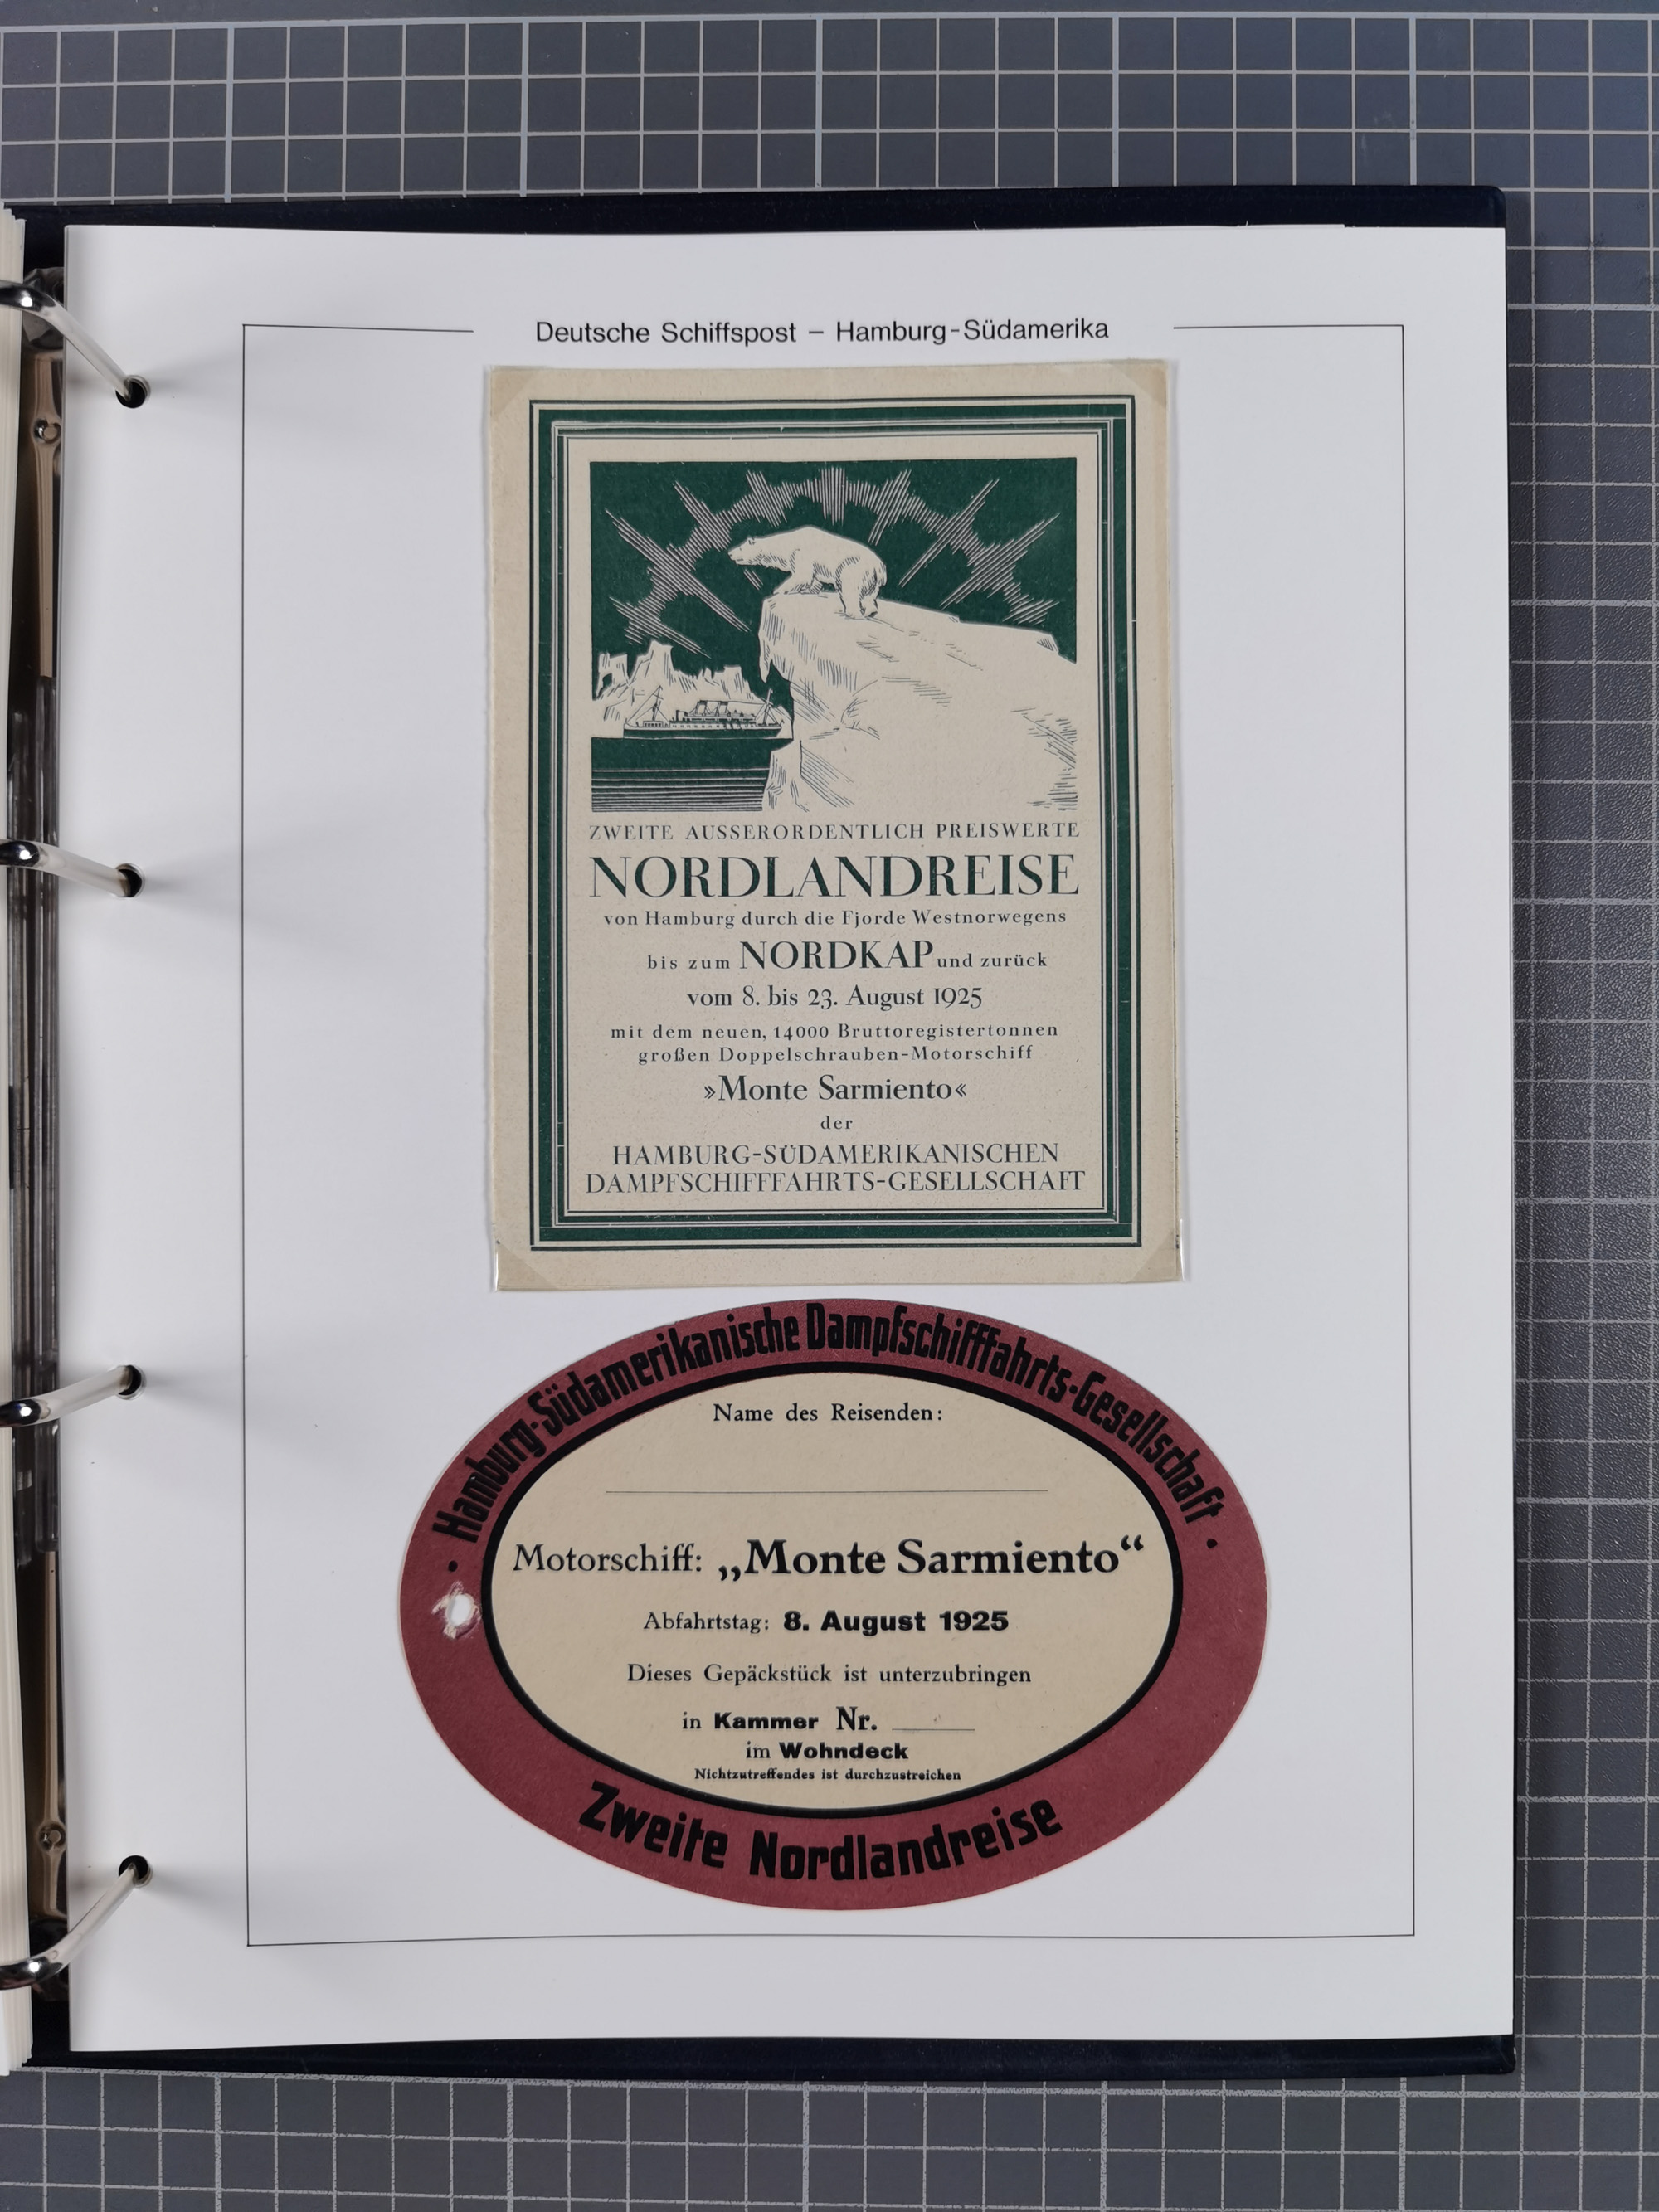 Deutsche Schiffspost – Hamburg-Südamerika
ZWEITE AUSSERORDENTLICH PREISWERTE
NORDLANDREISE
von Hamburg durch die Fjorde Westnorwegens
bis zum NORDKAP und zurück
vom 8. bis 23. August 1925
mit dem neuen, 14000 Bruttoregistertonnen
großen Doppelschrauben-Motorschiff
»Monte Sarmiento«
der
HAMBURG-SÜDAMERIKANISCHEN
DAMPFSCHIFFFAHRTS-GESELLSCHAFT
• Hamburg-Südamerikanische Dampfschifffahrts-Gesellschaft •
Name des Reisenden:
Motorschiff: „Monte Sarmiento“
Abfahrtstag: 8. August 1925
Dieses Gepäckstück ist unterzubringen
in Kammer Nr.
im Wohndeck
Nichtzutreffendes ist durchzustreichen
Zweite Nordlandreise